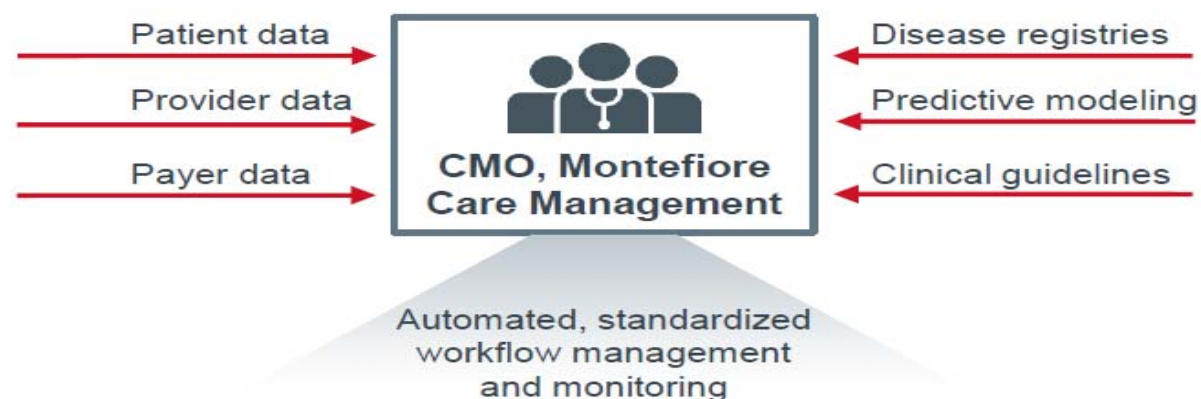 Patient data
Provider data
Payer data
CMO, Montefiore
Care Management
Disease registries
Predictive modeling
Clinical guidelines
Automated, standardized
workflow management
and monitoring